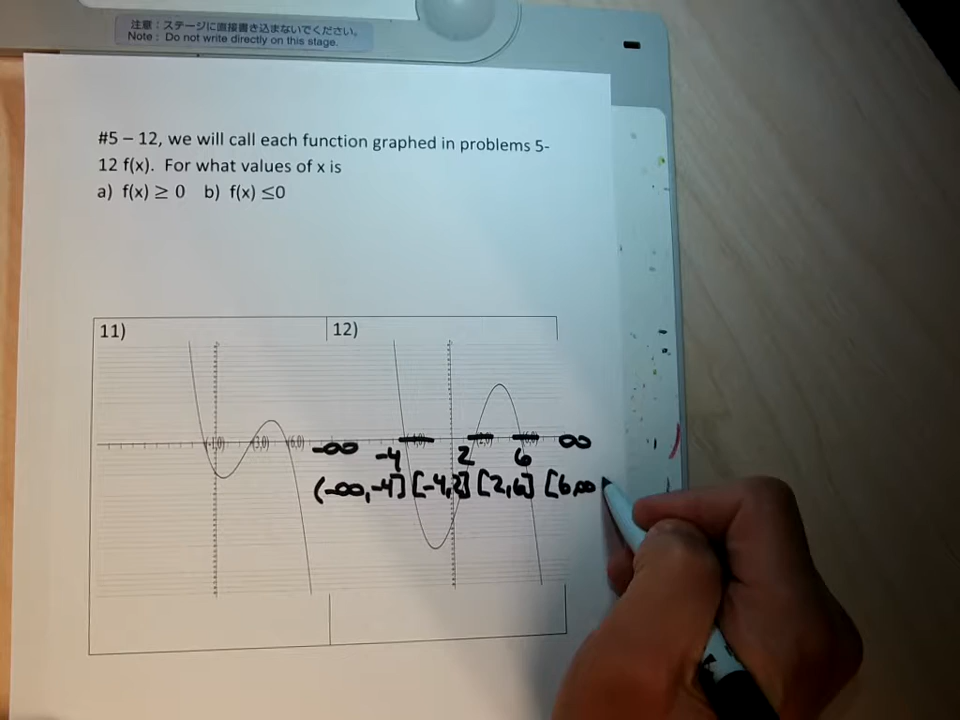 注意：ステージに直接書き込まないでください。
Note : Do not write directly on this stage.
#5 – 12, we will call each function graphed in problems 5-
12 f(x). For what values of x is
a) f(x) ≥ 0 b) f(x) ≤0
11) 12)
(-1,0) (3,0) (6,0) -∞ -4 2 6 ∞
(-∞,-4] [-4,2] [2,6] [6,∞